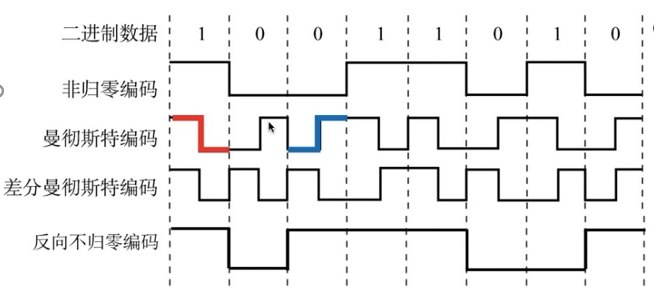 二进制数据 1 0 0 1 1 0 1 0
非归零编码
曼彻斯特编码
差分曼彻斯特编码
反向不归零编码